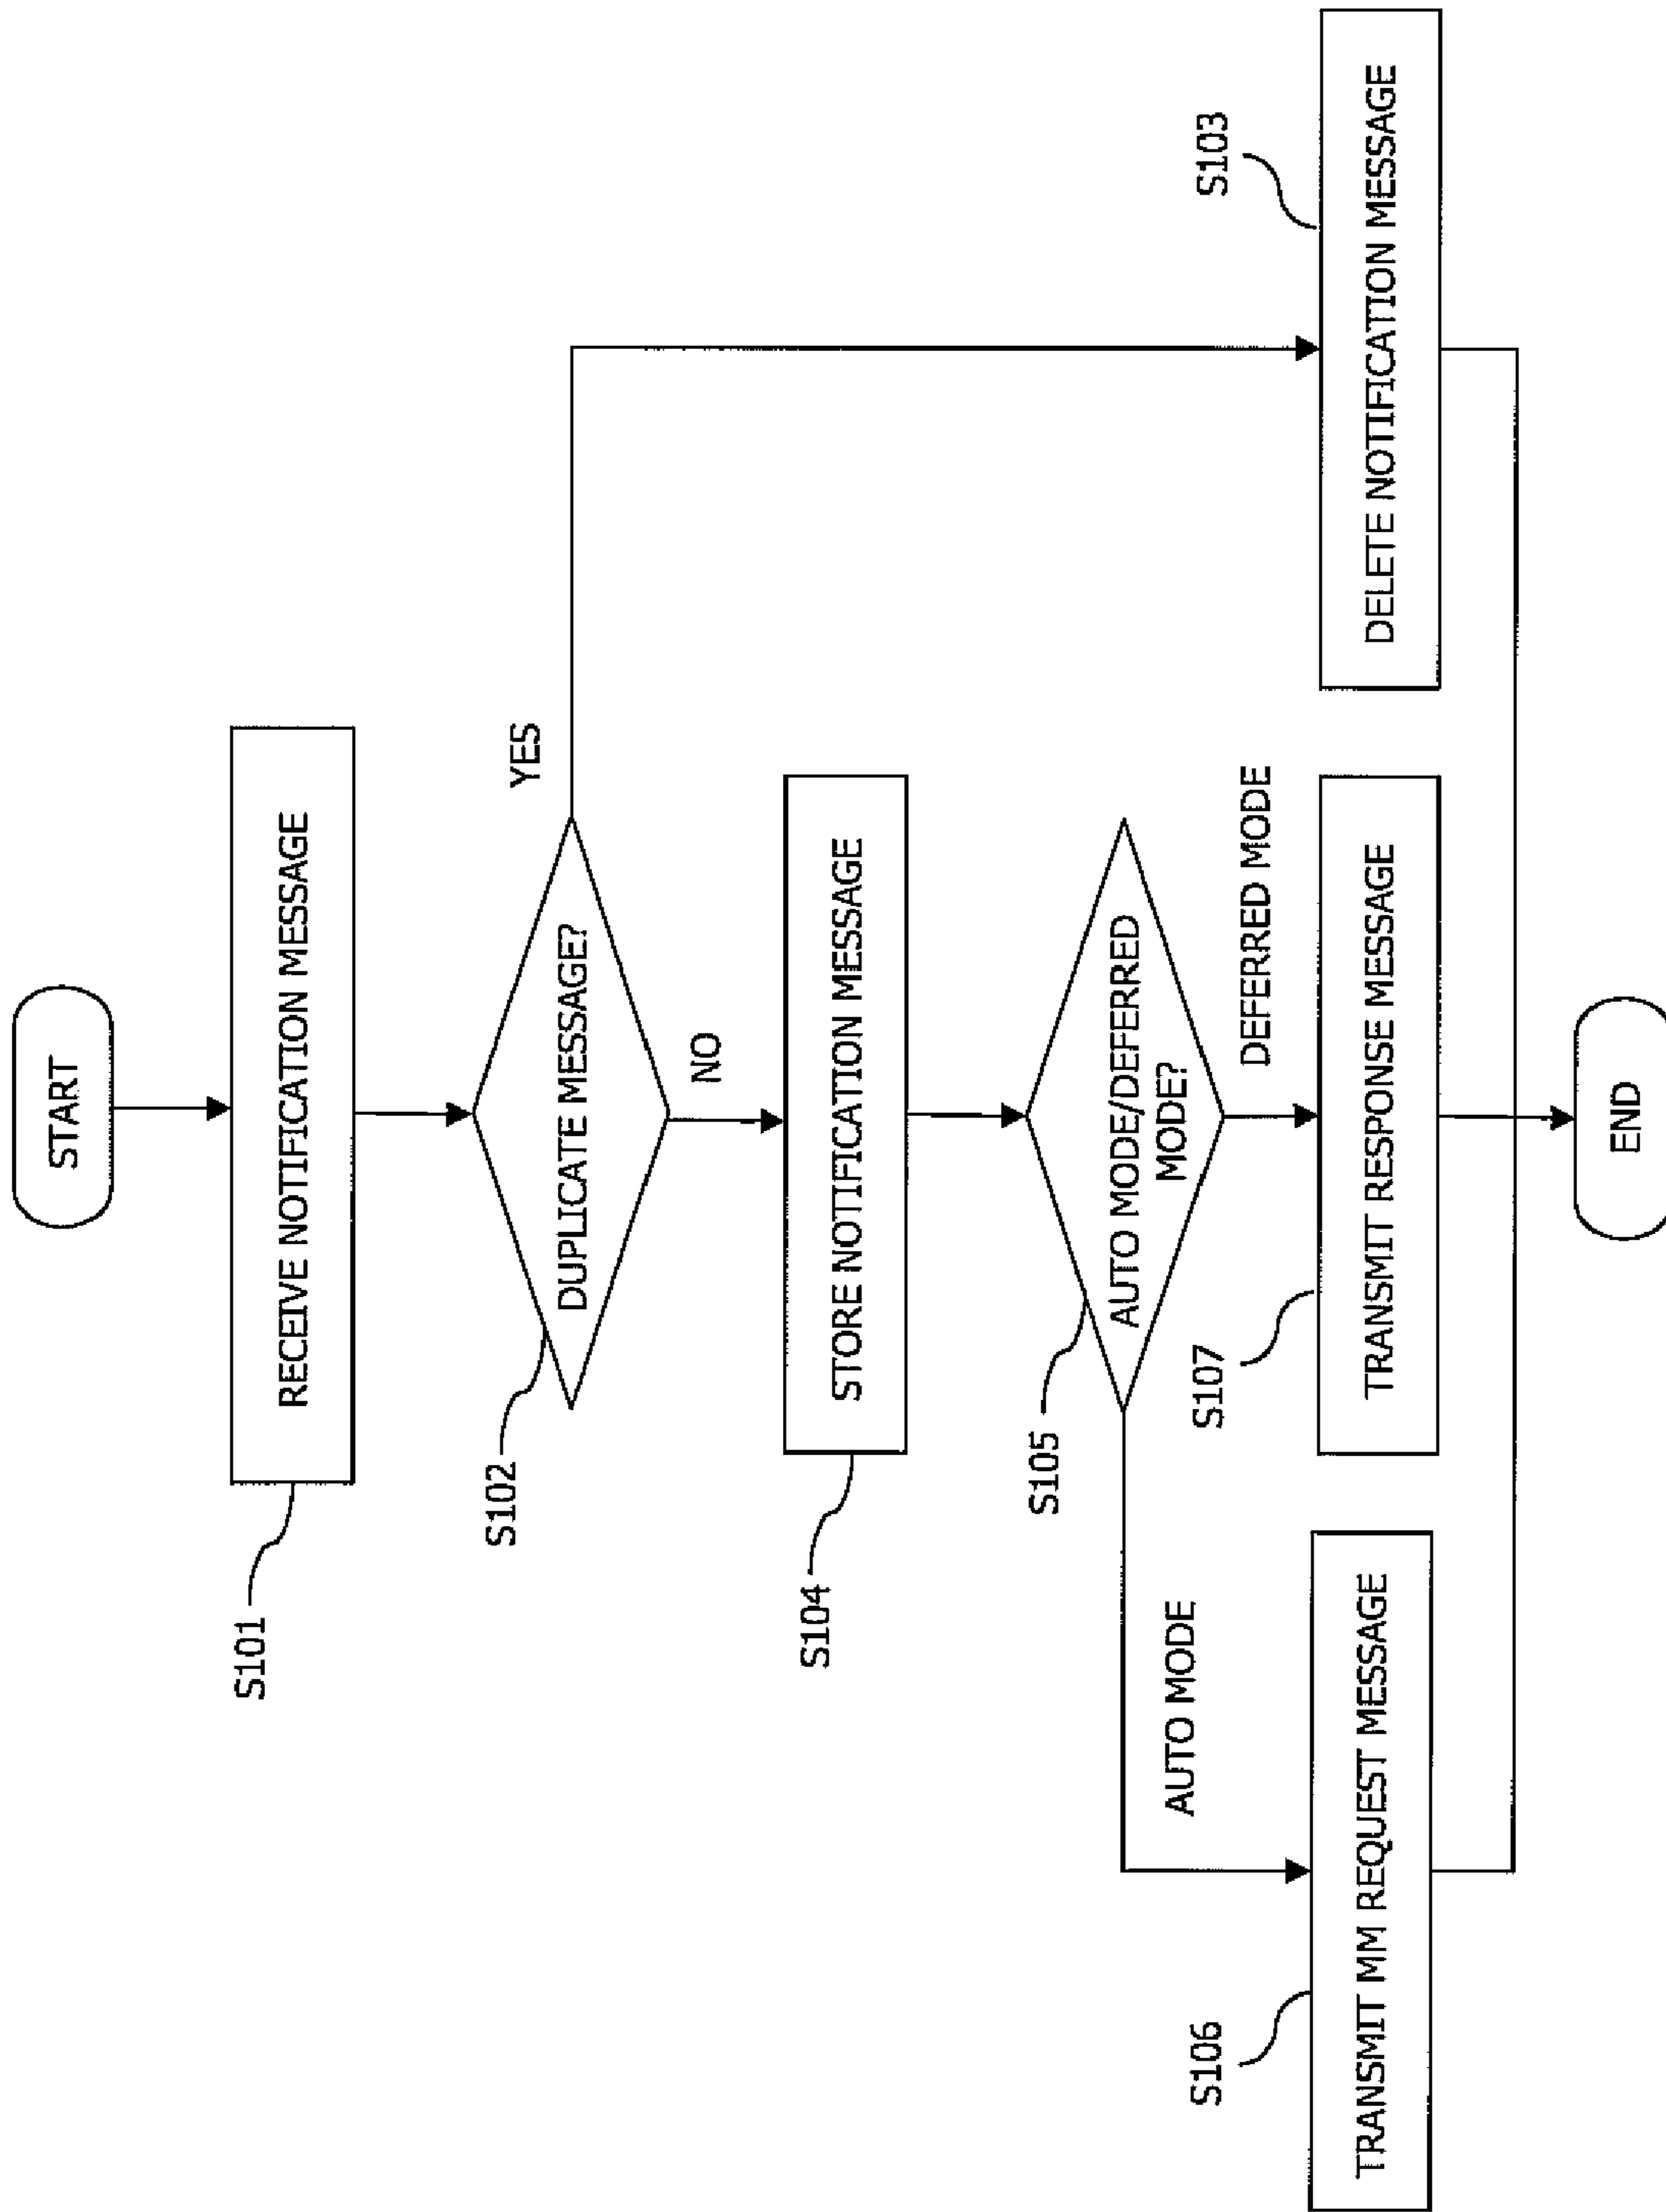 START
RECEIVE NOTIFICATION MESSAGE
S101
DUPLICATE MESSAGE?
S102
YES
NO
STORE NOTIFICATION MESSAGE
S104
AUTO MODE/DEFERRED
MODE?
S105
AUTO MODE
DEFERRED MODE
S106
TRANSMIT MM REQUEST MESSAGE
S107
TRANSMIT RESPONSE MESSAGE
S103
DELETE NOTIFICATION MESSAGE
END